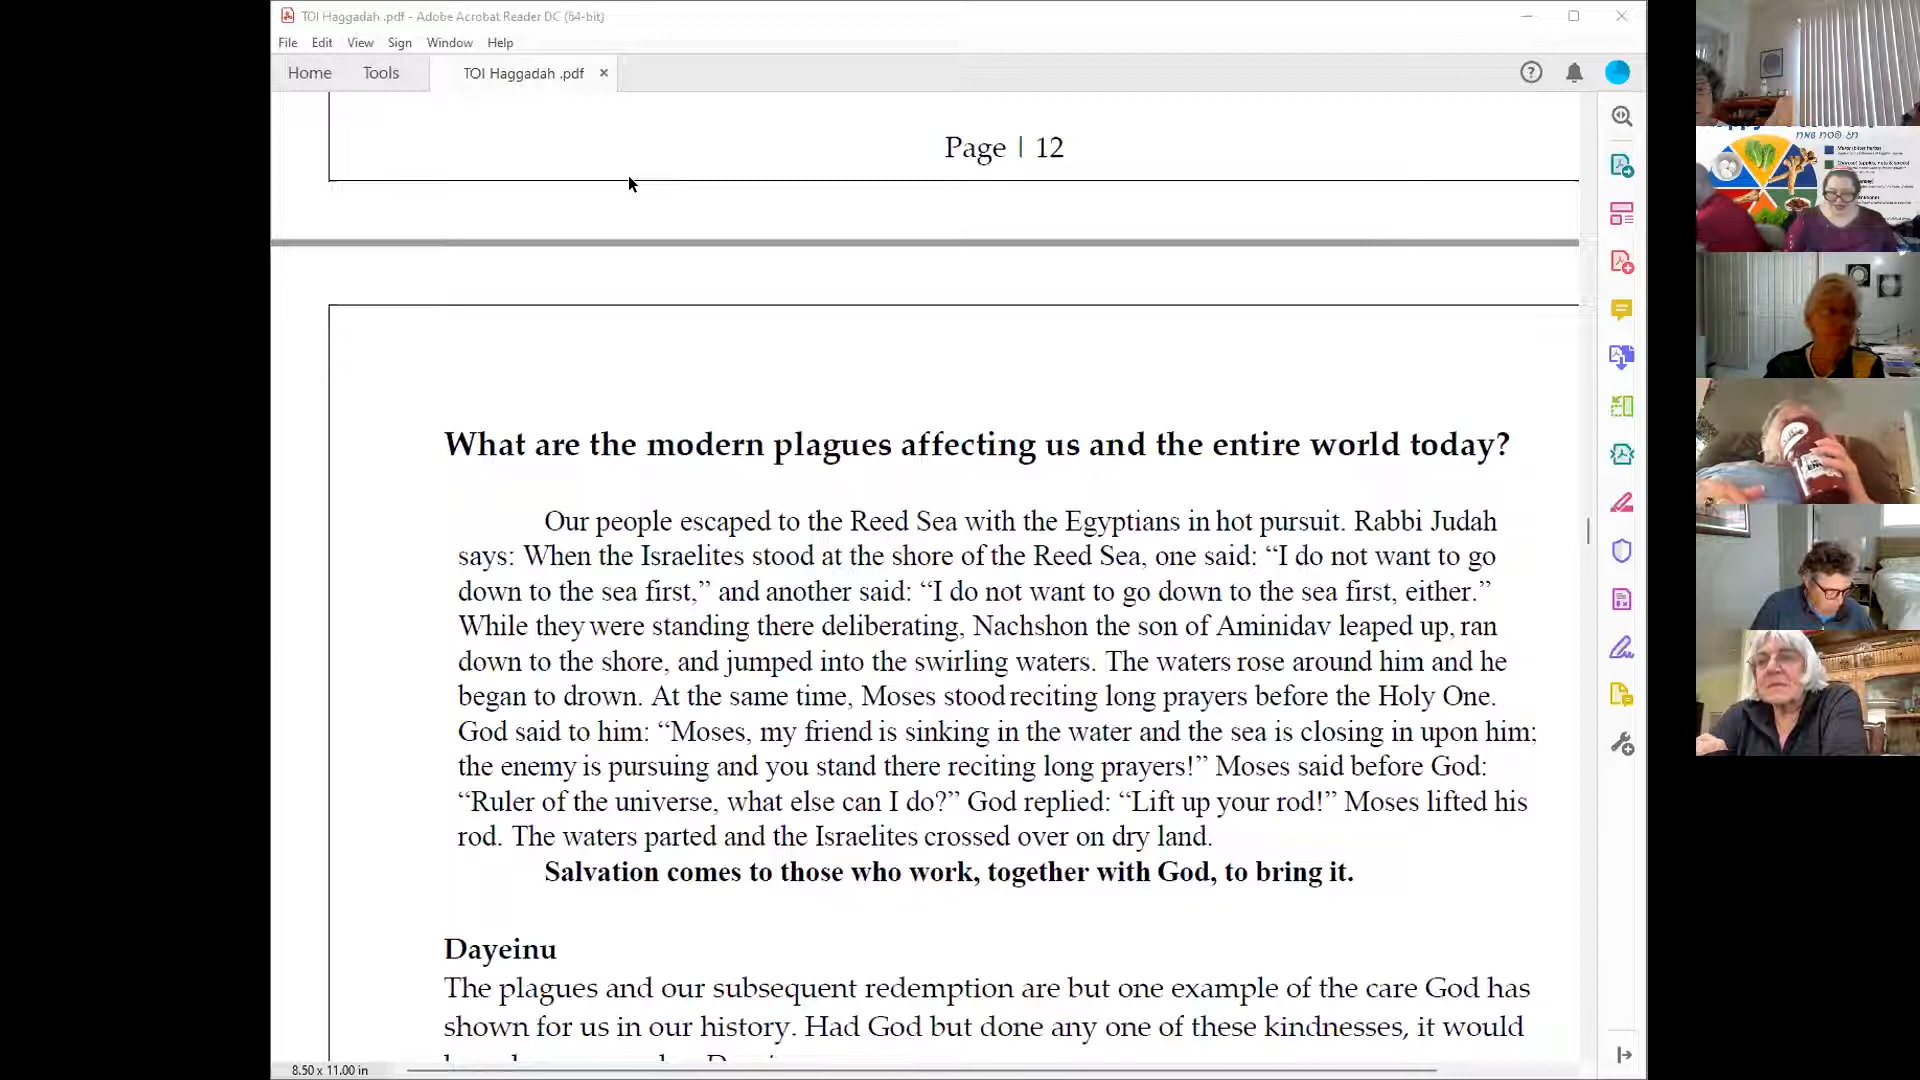 TOI Haggadah .pdf - Adobe Acrobat Reader DC (64-bit)
File Edit View Sign Window Help
Home Tools TOI Haggadah .pdf
Page | 12
What are the modern plagues affecting us and the entire world today?
Our people escaped to the Reed Sea with the Egyptians in hot pursuit. Rabbi Judah
says: When the Israelites stood at the shore of the Reed Sea, one said: “I do not want to go
down to the sea first,” and another said: “I do not want to go down to the sea first, either.”
While they were standing there deliberating, Nachshon the son of Aminidav leaped up, ran
down to the shore, and jumped into the swirling waters. The waters rose around him and he
began to drown. At the same time, Moses stood reciting long prayers before the Holy One.
God said to him: “Moses, my friend is sinking in the water and the sea is closing in upon him;
the enemy is pursuing and you stand there reciting long prayers!” Moses said before God:
“Ruler of the universe, what else can I do?” God replied: “Lift up your rod!” Moses lifted his
rod. The waters parted and the Israelites crossed over on dry land.
Salvation comes to those who work, together with God, to bring it.
Dayeinu
The plagues and our subsequent redemption are but one example of the care God has
shown for us in our history. Had God but done any one of these kindnesses, it would
8.50 x 11.00 in